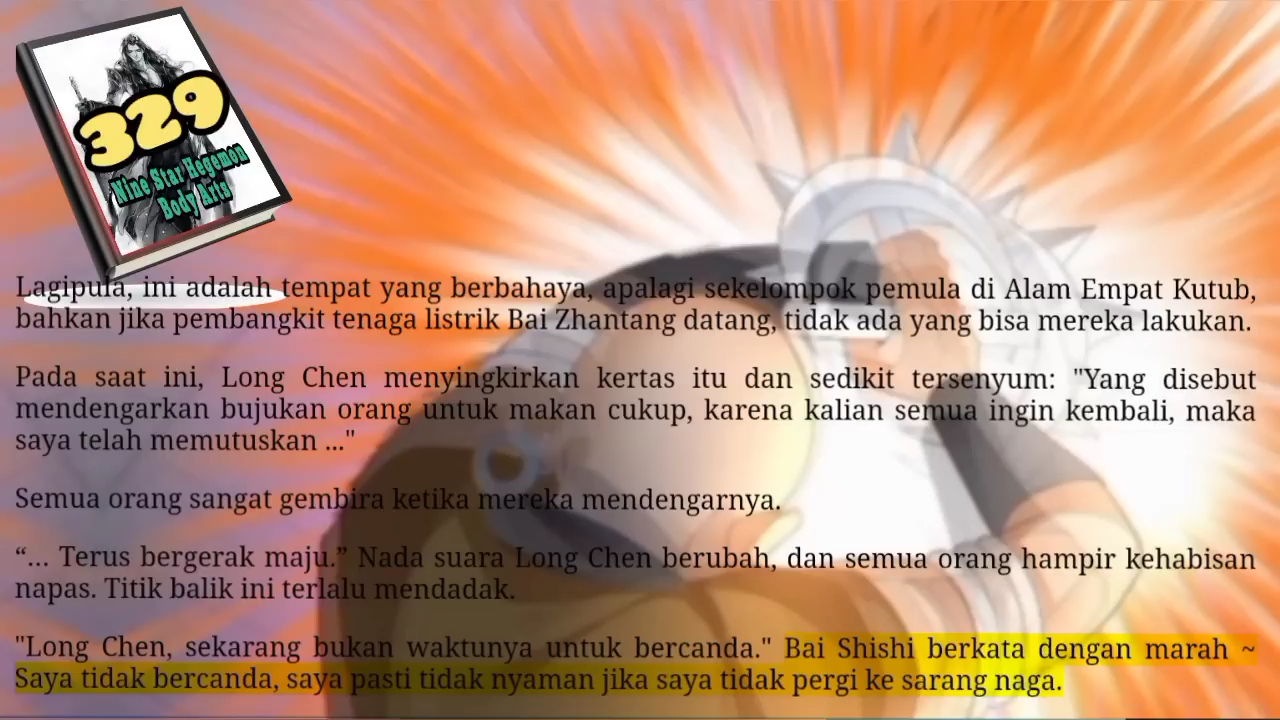 329
Nine Star Hegemon
Body Arts
Lagipula, ini adalah tempat yang berbahaya, apalagi sekelompok pemula di Alam Empat Kutub,
bahkan jika pembangkit tenaga listrik Bai Zhantang datang, tidak ada yang bisa mereka lakukan.
Pada saat ini, Long Chen menyingkirkan kertas itu dan sedikit tersenyum: "Yang disebut
mendengarkan bujukan orang untuk makan cukup, karena kalian semua ingin kembali, maka
saya telah memutuskan ..."
Semua orang sangat gembira ketika mereka mendengarnya.
“... Terus bergerak maju.” Nada suara Long Chen berubah, dan semua orang hampir kehabisan
napas. Titik balik ini terlalu mendadak.
"Long Chen, sekarang bukan waktunya untuk bercanda." Bai Shishi berkata dengan marah ~
Saya tidak bercanda, saya pasti tidak nyaman jika saya tidak pergi ke sarang naga.